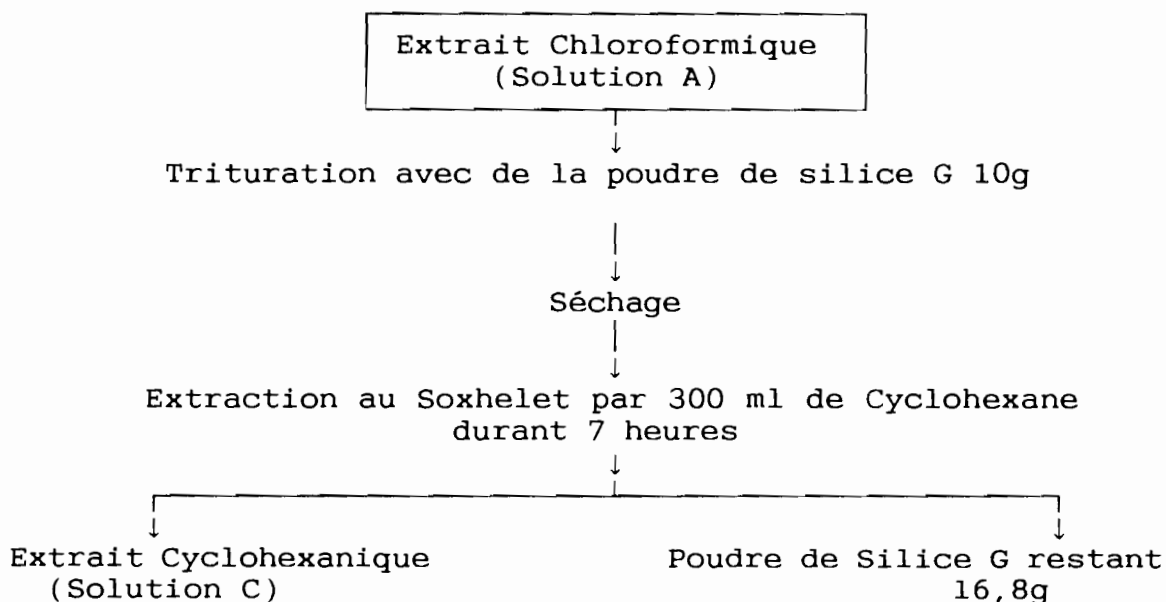 Extrait Chloroformique
(Solution A)
Trituration avec de la poudre de silice G 10g
Séchage
Extraction au Soxhelet par 300 ml de Cyclohexane
durant 7 heures
Extrait Cyclohexanique
(Solution C)
Poudre de Silice G restant
16,8g